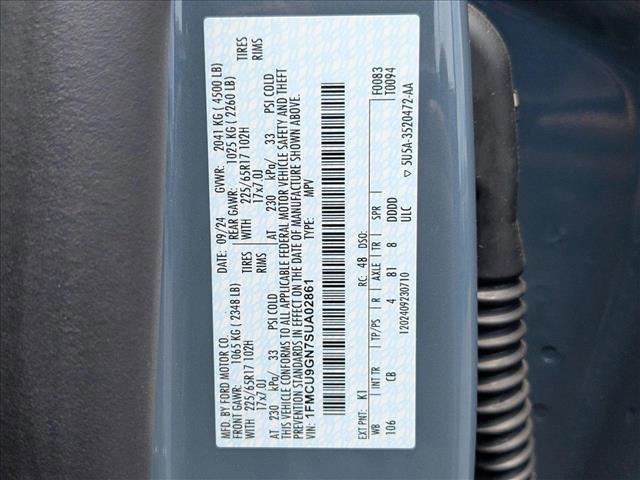 MFD. BY FORD MOTOR CO.
DATE: 09/24 GVWR: 2041 KG ( 4500 LB)
FRONT GAWR: 1065 KG ( 2348 LB) REAR GAWR: 1025 KG ( 2260 LB)
WITH 225/65R17 102H TIRES WITH 225/65R17 102H TIRES
17x7.0J RIMS 17x7.0J RIMS
AT 230 kPa/ 33 PSI COLD AT 230 kPa/ 33 PSI COLD
THIS VEHICLE CONFORMS TO ALL APPLICABLE FEDERAL MOTOR VEHICLE SAFETY AND THEFT
PREVENTION STANDARDS IN EFFECT ON THE DATE OF MANUFACTURE SHOWN ABOVE.
VIN: 1FMCU9GN7SUA02861 TYPE: MPV
F0083
T0094
EXT PNT: K1 RC: 48 DSO:
WB INT TR TP/PS R AXLE TR SPR
106 CB 4 B1 8 DDDD
1202409230710 ULC ▽ 5U5A-3520472-AA